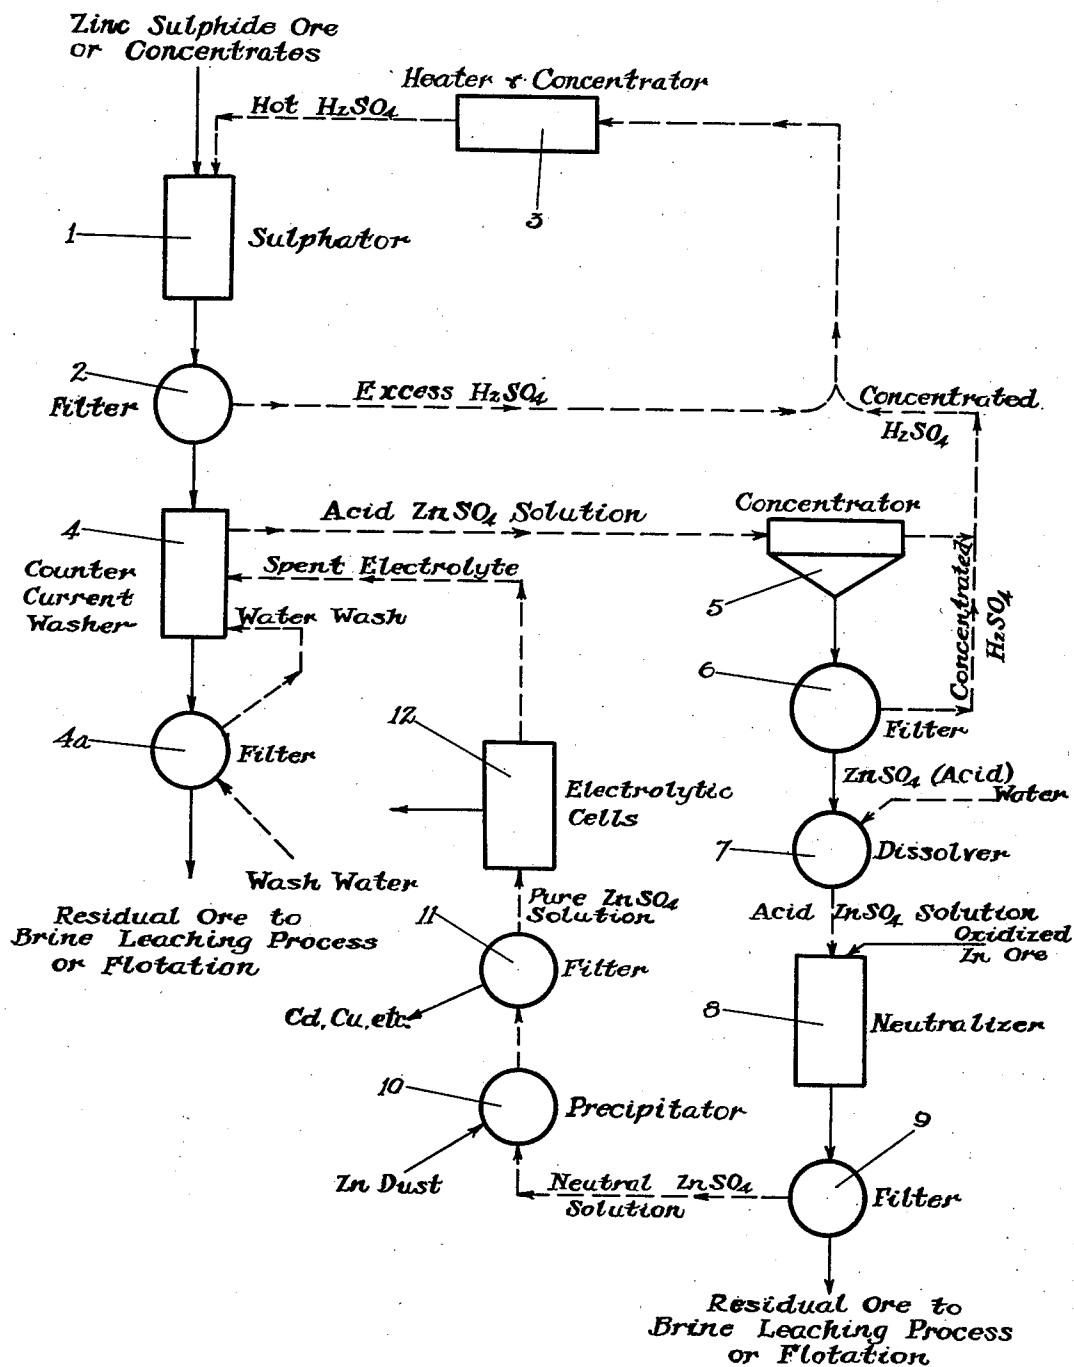 Zinc Sulphide Ore
or Concentrates
Heater & Concentrator
Hot H2SO4
3
1
Sulphator
2
Filter
Excess H2SO4
Concentrated
H2SO4
4
Counter
Current
Washer
Acid ZnSO4 Solution
Concentrator
Spent Electrolyte
5
Water Wash
Concentrated
H2SO4
6
Filter
4a
Filter
12
Electrolytic
Cells
ZnSO4 (Acid)
Water
7
Dissolver
Wash Water
Pure ZnSO4
Solution
Residual Ore to
Brine Leaching Process
or Flotation
11
Filter
Acid ZnSO4 Solution
Oxidized
Zn Ore
Cd, Cu, etc.
8
Neutralizer
10
Precipitator
9
Zn Dust
Neutral ZnSO4
Solution
Filter
Residual Ore to
Brine Leaching Process
or Flotation